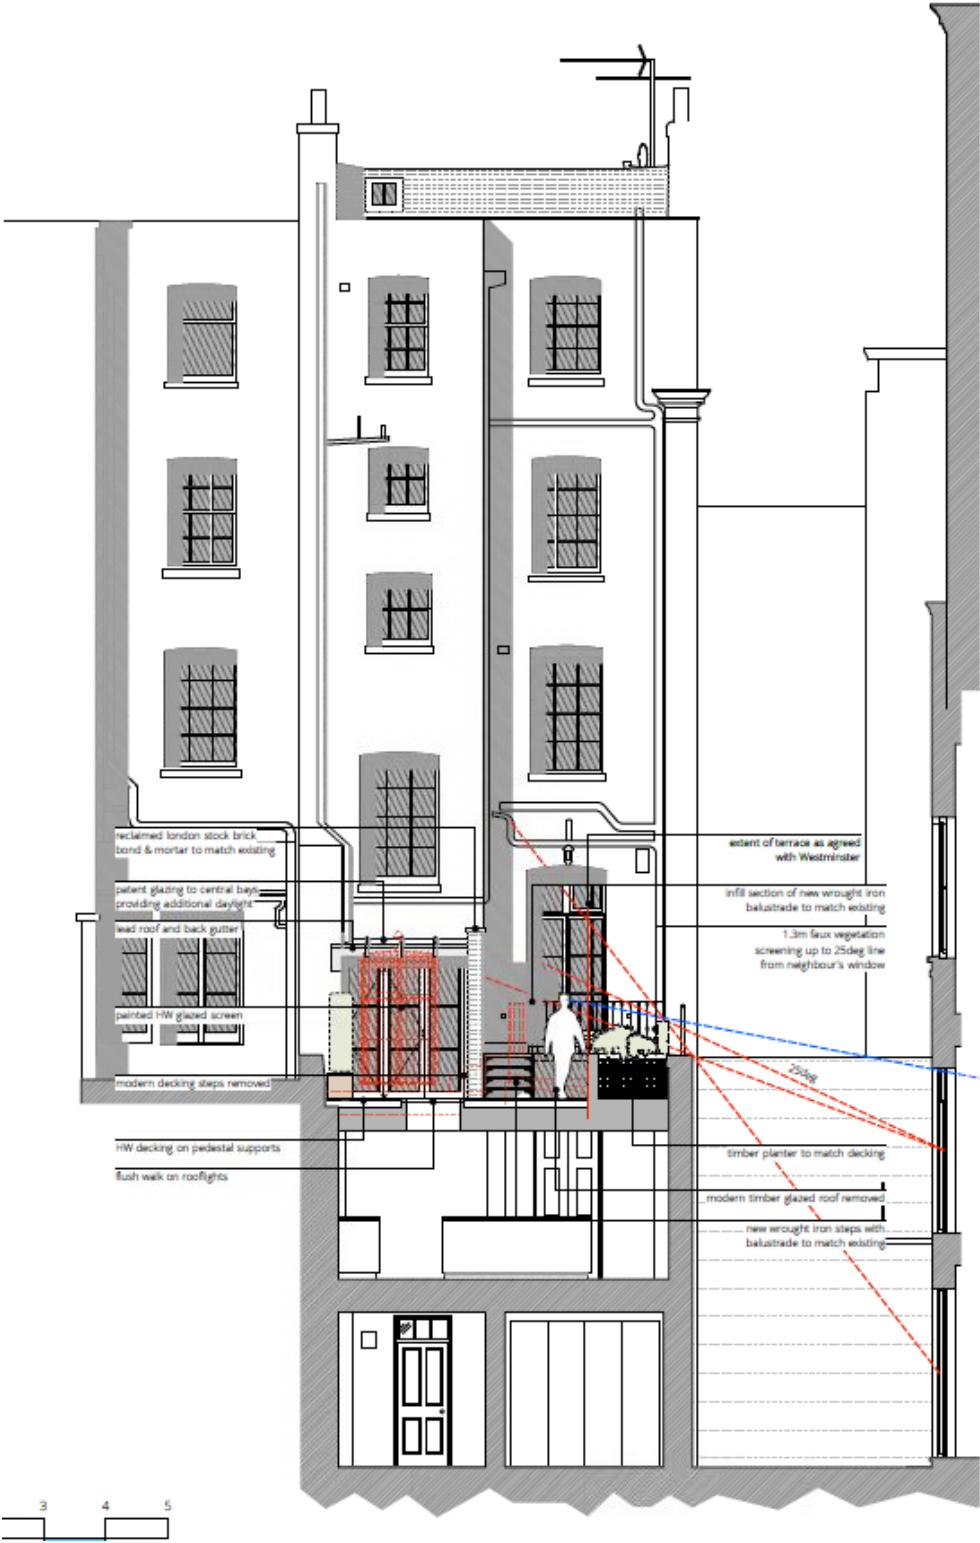 reclaimed london stock brick
bond & mortar to match existing
patent glazing to central bays
providing additional daylight
lead roof and back gutter
painted HW glazed screen
modern decking steps removed
HW decking on pedestal supports
flush walk on rooflights
extent of terrace as agreed
with Westminster
infill section of new wrought iron
balustrade to match existing
1.3m faux vegetation
screening up to 25deg line
from neighbour's window
25deg
timber planter to match decking
modern timber glazed roof removed
new wrought iron steps with
balustrade to match existing
3 4 5